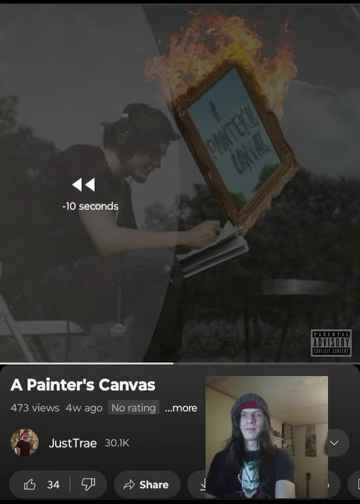 A
PAINTER'S
CANVAS
-10 seconds
PARENTAL
ADVISORY
EXPLICIT CONTENT
A Painter's Canvas
473 views 4w ago No rating ...more
JustTrae 30.1K
34 Share